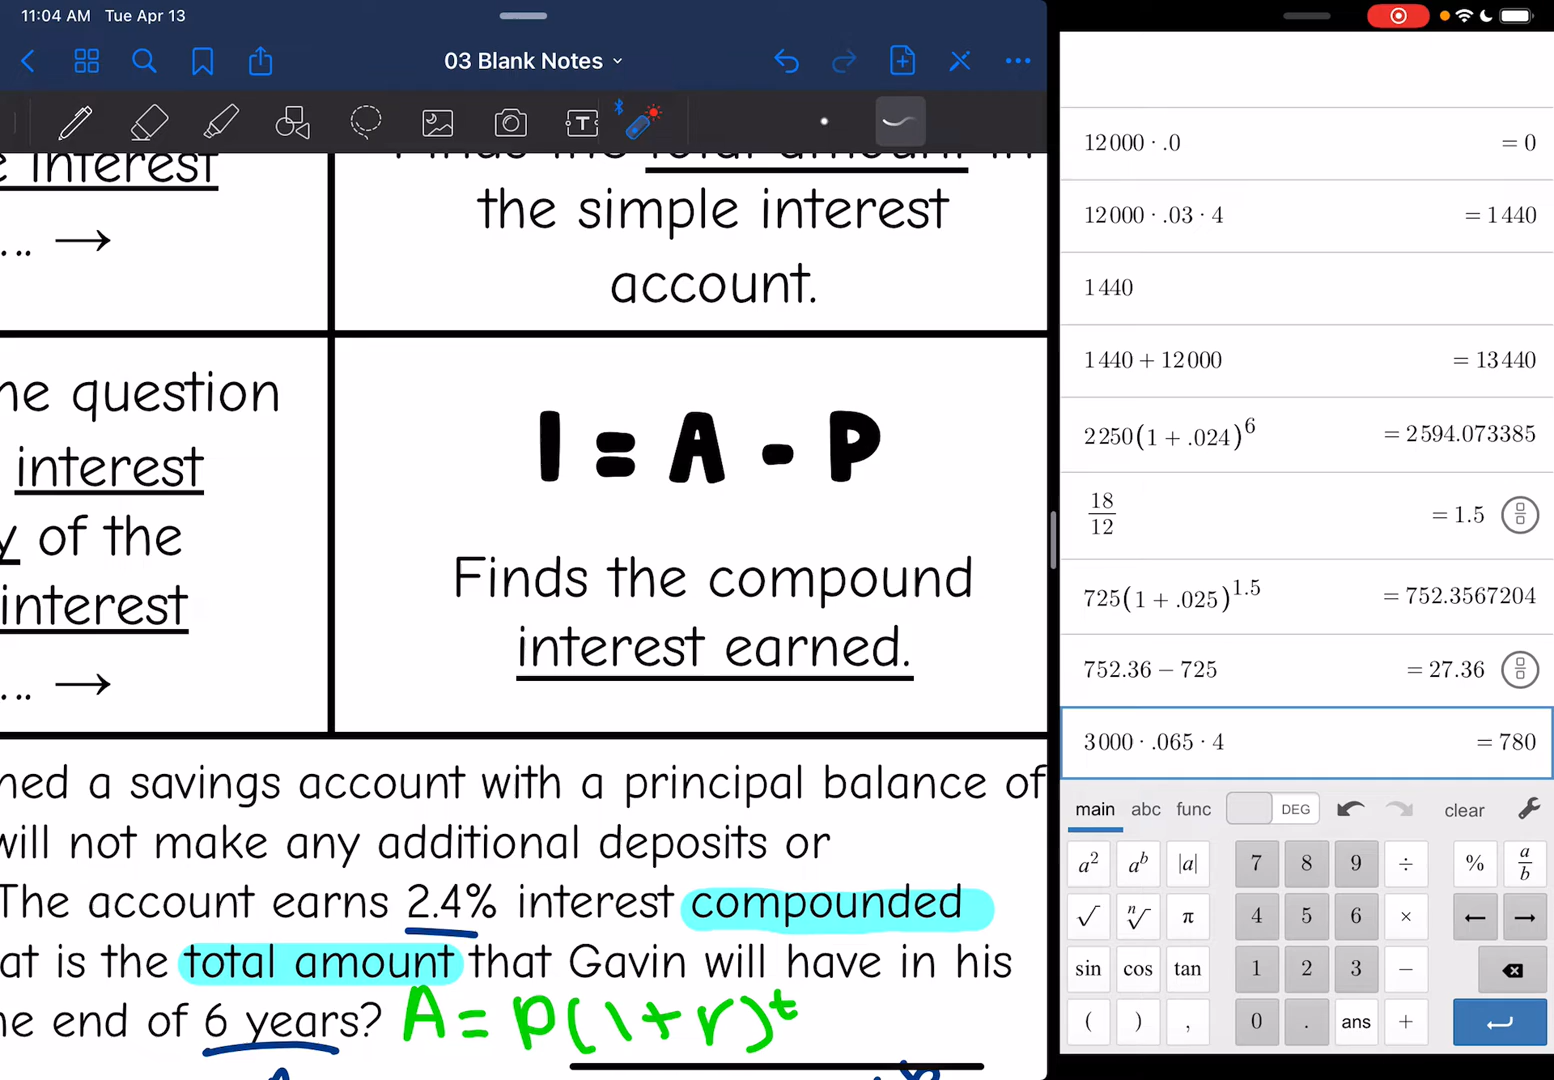 11:04 AM Tue Apr 13
03 Blank Notes
T
interest
the simple interest
... →
account.
question
I = A - P
interest
of the
Finds the compound
interest
interest earned.
... →
a savings account with a principal balance of
will not make any additional deposits or
The account earns 2.4% interest compounded
is the total amount that Gavin will have in his
end of 6 years? A = P(1+r)^t
12000 · .0 = 0
12000 · .03 · 4 = 1440
1440
1440 + 12000 = 13440
2250(1 + .024)^6 = 2594.073385
18/12 = 1.5
725(1 + .025)^1.5 = 752.3567204
752.36 − 725 = 27.36
3000 · .065 · 4 = 780
main abc func DEG clear
a² a^b |a| 7 8 9 ÷ % a/b
√ ⁿ√ π 4 5 6 × ← →
sin cos tan 1 2 3 −
( ) , 0 . ans +